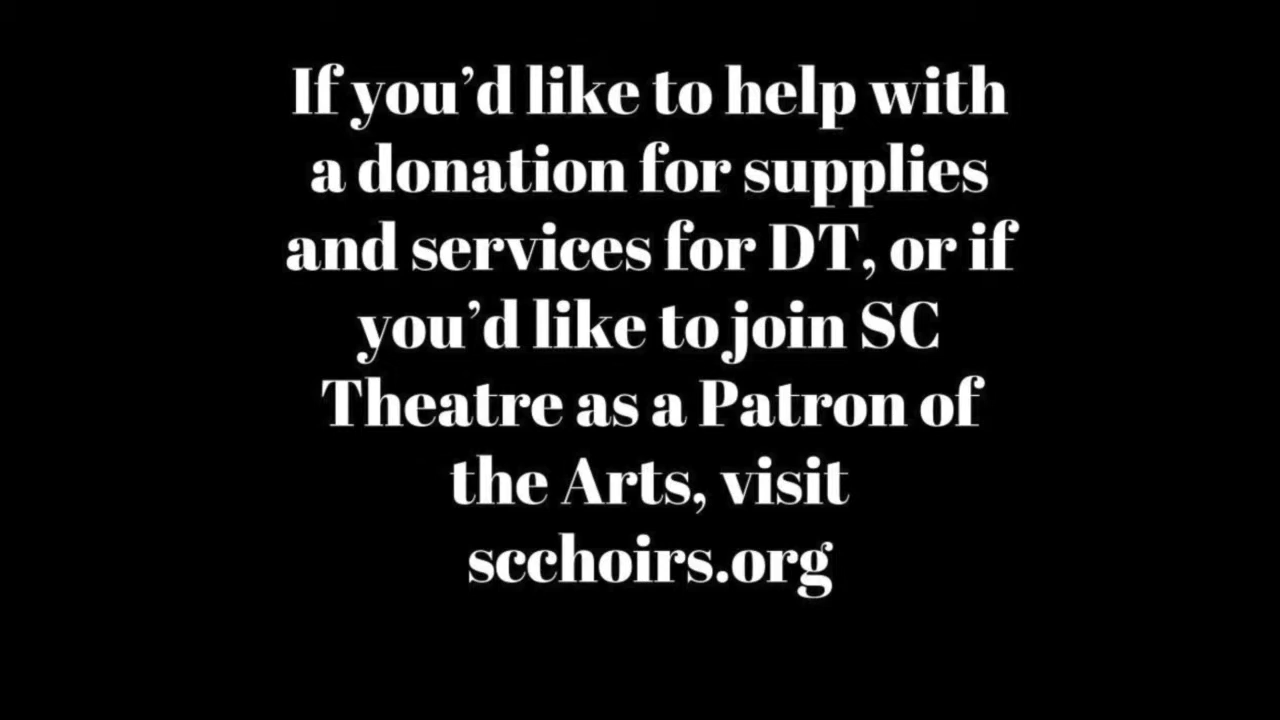 If you’d like to help with
a donation for supplies
and services for DT, or if
you’d like to join SC
Theatre as a Patron of
the Arts, visit
scchoirs.org